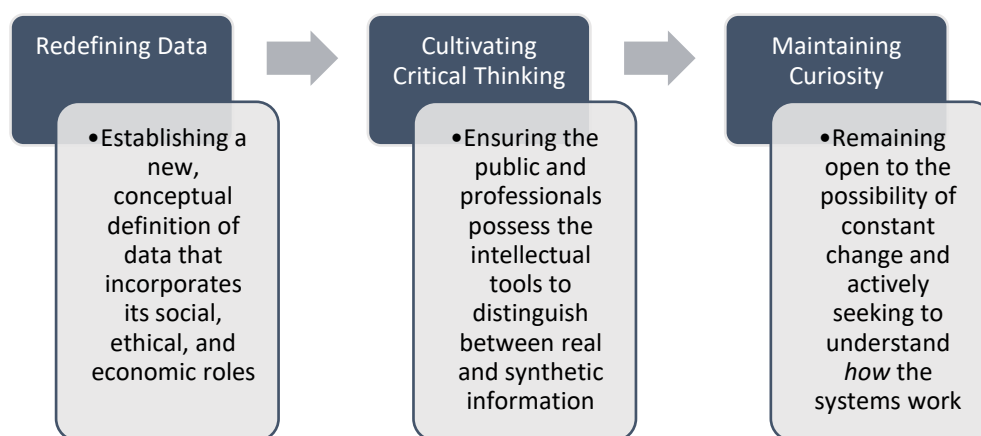 Redefining Data
•Establishing a
new,
conceptual
definition of
data that
incorporates
its social,
ethical, and
economic roles
Cultivating
Critical Thinking
•Ensuring the
public and
professionals
possess the
intellectual
tools to
distinguish
between real
and synthetic
information
Maintaining
Curiosity
•Remaining
open to the
possibility of
constant
change and
actively
seeking to
understand
how the
systems work